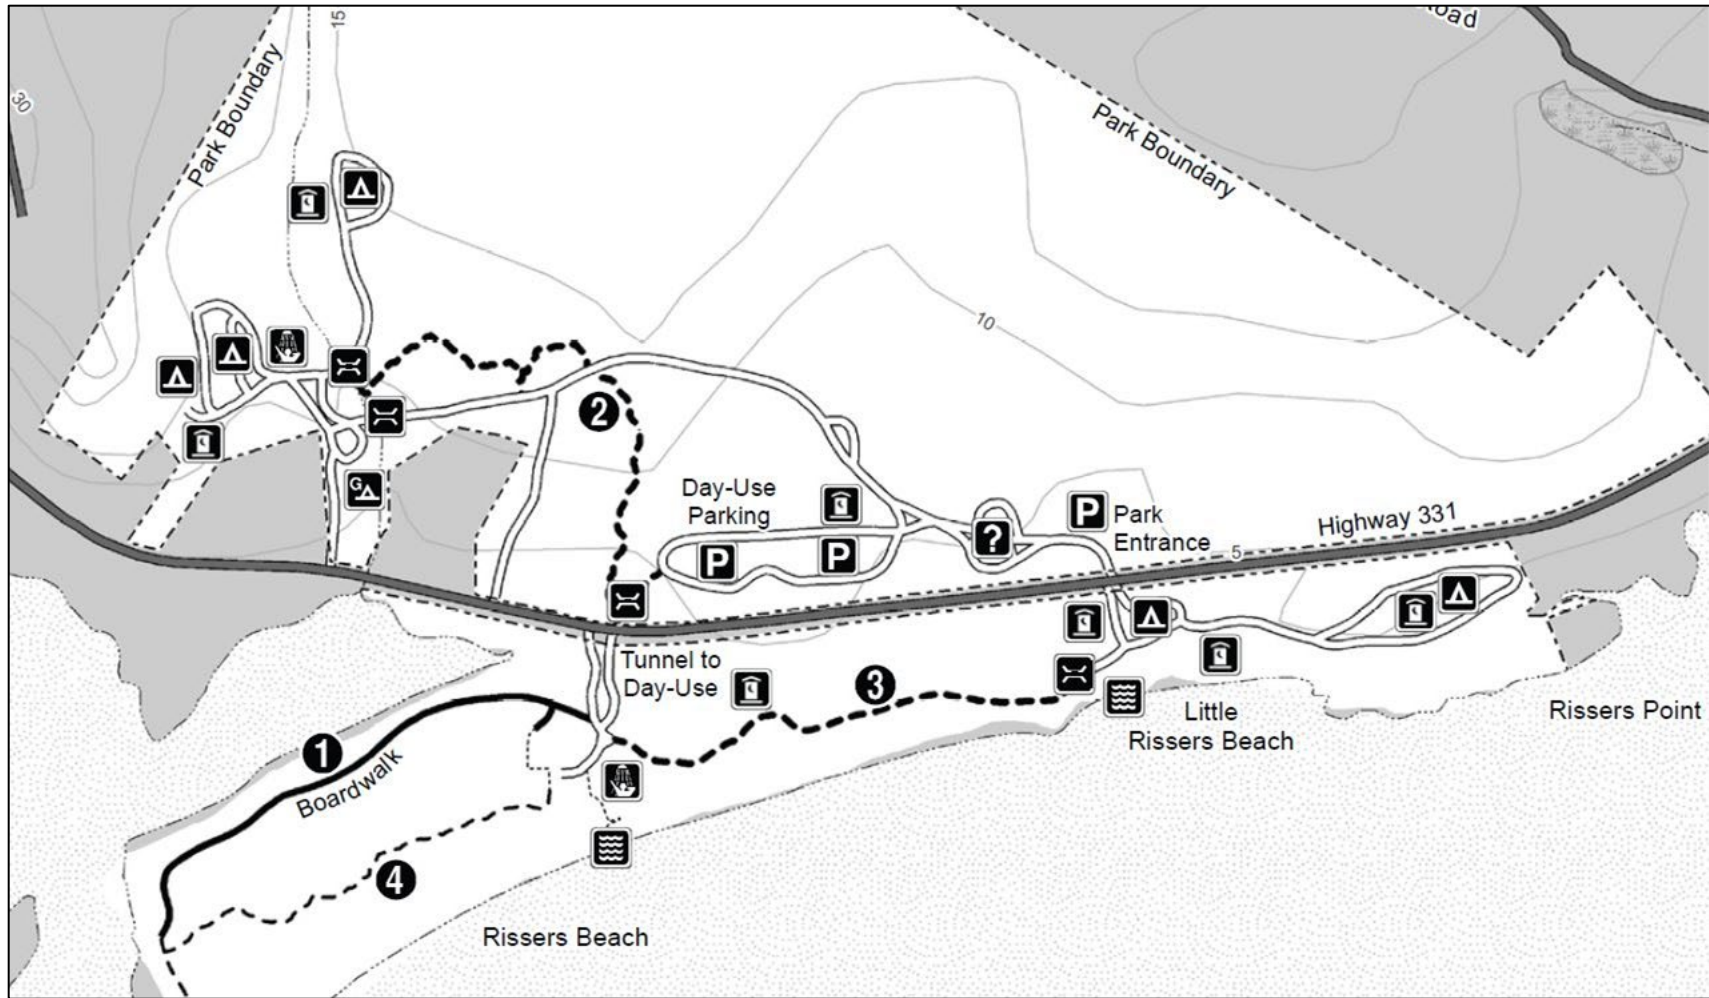 oad
15
30
Park Boundary
Park Boundary
10
2
G
Day-Use
Parking
P
P
?
P
Park
Entrance
Highway 331
5
Tunnel to
Day-Use
3
Little
Rissers Beach
Rissers Point
1
Boardwalk
4
Rissers Beach